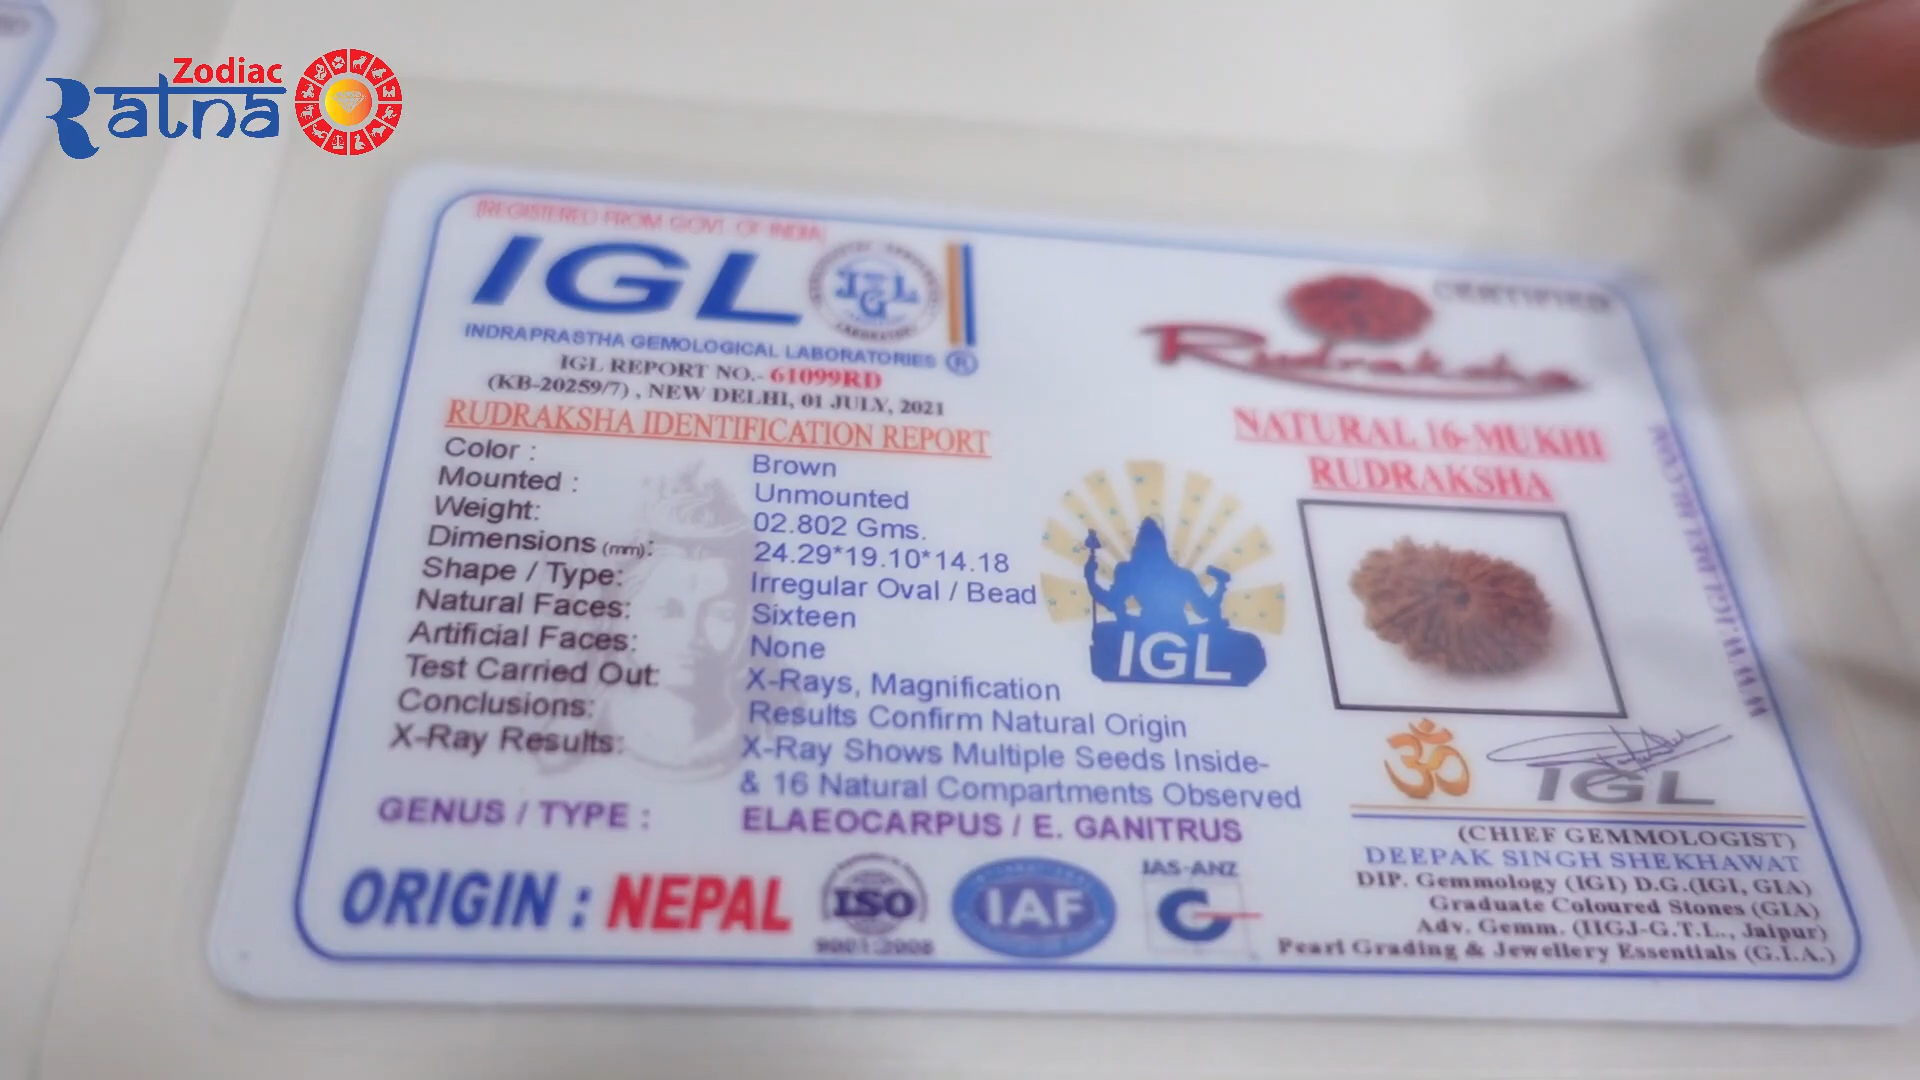 Zodiac
Ratna
(REGISTERED FROM GOVT. OF INDIA)
IGL
INDRAPRASTHA GEMOLOGICAL LABORATORIES ®
IGL REPORT NO.- 61099RD
(KB-20259/7) , NEW DELHI, 01 JULY, 2021
RUDRAKSHA IDENTIFICATION REPORT
Color : Brown
Mounted : Unmounted
Weight: 02.802 Gms.
Dimensions (mm): 24.29*19.10*14.18
Shape / Type: Irregular Oval / Bead
Natural Faces: Sixteen
Artificial Faces: None
Test Carried Out: X-Rays, Magnification
Conclusions: Results Confirm Natural Origin
X-Ray Results: X-Ray Shows Multiple Seeds Inside-
& 16 Natural Compartments Observed
GENUS / TYPE : ELAEOCARPUS / E. GANITRUS
ORIGIN : NEPAL
ISO
9001:2008
IAF
JAS-ANZ
IGL
CERTIFIED
Rudraksha
NATURAL 16-MUKHI
RUDRAKSHA
ॐ
IGL
(CHIEF GEMMOLOGIST)
DEEPAK SINGH SHEKHAWAT
DIP. Gemmology (IGI) D.G.(IGI, GIA)
Graduate Coloured Stones (GIA)
Adv. Gemm. (IIGJ-G.T.L., Jaipur)
Pearl Grading & Jewellery Essentials (G.I.A.)